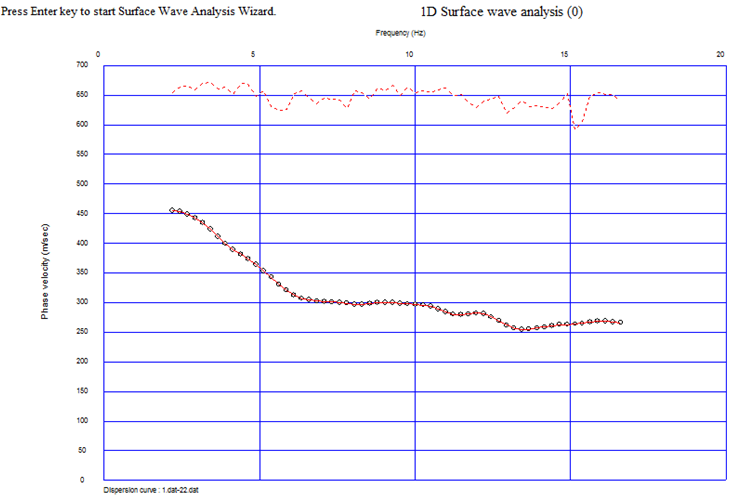 Press Enter key to start Surface Wave Analysis Wizard.
1D Surface wave analysis (0)
Frequency (Hz)
0 5 10 15 20
700
650
600
550
500
450
400
350
300
250
200
150
100
50
0
Phase velocity (m/sec)
Dispersion curve : 1.dat-22.dat